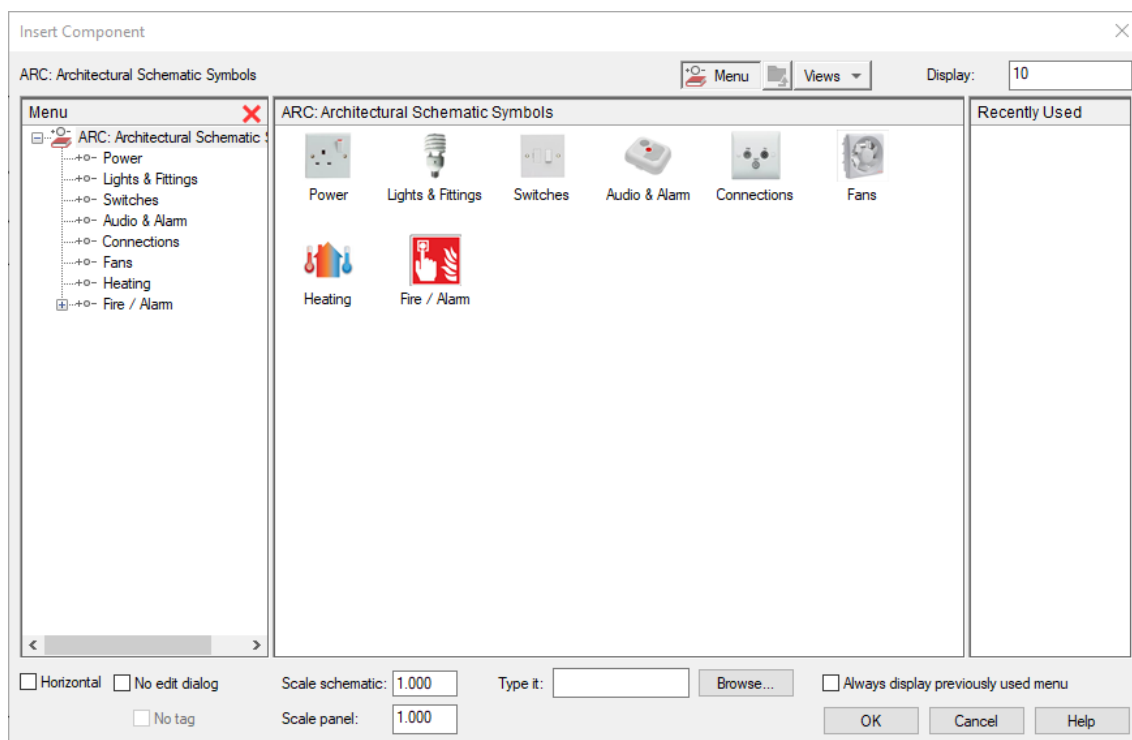 Insert Component
ARC: Architectural Schematic Symbols
Menu
Views
Display:
10
Menu
ARC: Architectural Schematic S
Power
Lights & Fittings
Switches
Audio & Alarm
Connections
Fans
Heating
Fire / Alarm
ARC: Architectural Schematic Symbols
Power
Lights & Fittings
Switches
Audio & Alarm
Connections
Fans
Heating
Fire / Alarm
Recently Used
Horizontal
No edit dialog
No tag
Scale schematic:
1.000
Scale panel:
1.000
Type it:
Browse...
Always display previously used menu
OK
Cancel
Help